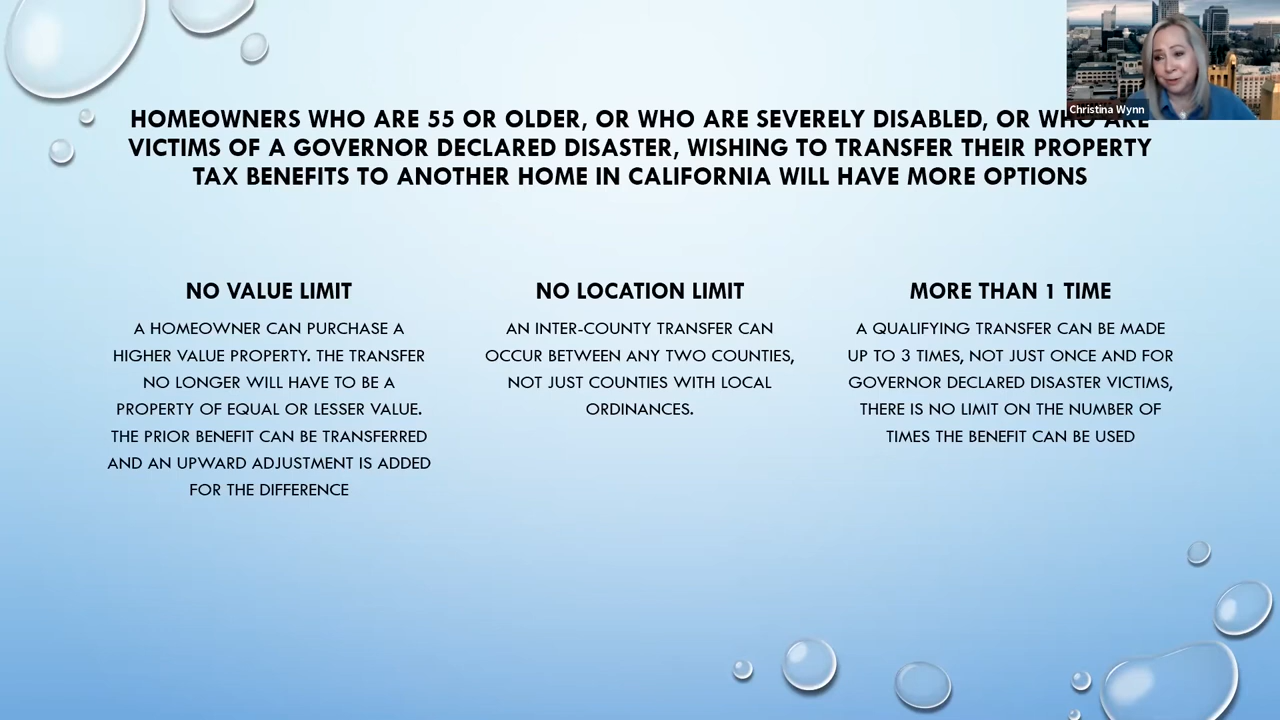 Christina Wynn
HOMEOWNERS WHO ARE 55 OR OLDER, OR WHO ARE SEVERELY DISABLED, OR WHO ARE
VICTIMS OF A GOVERNOR DECLARED DISASTER, WISHING TO TRANSFER THEIR PROPERTY
TAX BENEFITS TO ANOTHER HOME IN CALIFORNIA WILL HAVE MORE OPTIONS
NO VALUE LIMIT
A HOMEOWNER CAN PURCHASE A
HIGHER VALUE PROPERTY. THE TRANSFER
NO LONGER WILL HAVE TO BE A
PROPERTY OF EQUAL OR LESSER VALUE.
THE PRIOR BENEFIT CAN BE TRANSFERRED
AND AN UPWARD ADJUSTMENT IS ADDED
FOR THE DIFFERENCE
NO LOCATION LIMIT
AN INTER-COUNTY TRANSFER CAN
OCCUR BETWEEN ANY TWO COUNTIES,
NOT JUST COUNTIES WITH LOCAL
ORDINANCES.
MORE THAN 1 TIME
A QUALIFYING TRANSFER CAN BE MADE
UP TO 3 TIMES, NOT JUST ONCE AND FOR
GOVERNOR DECLARED DISASTER VICTIMS,
THERE IS NO LIMIT ON THE NUMBER OF
TIMES THE BENEFIT CAN BE USED